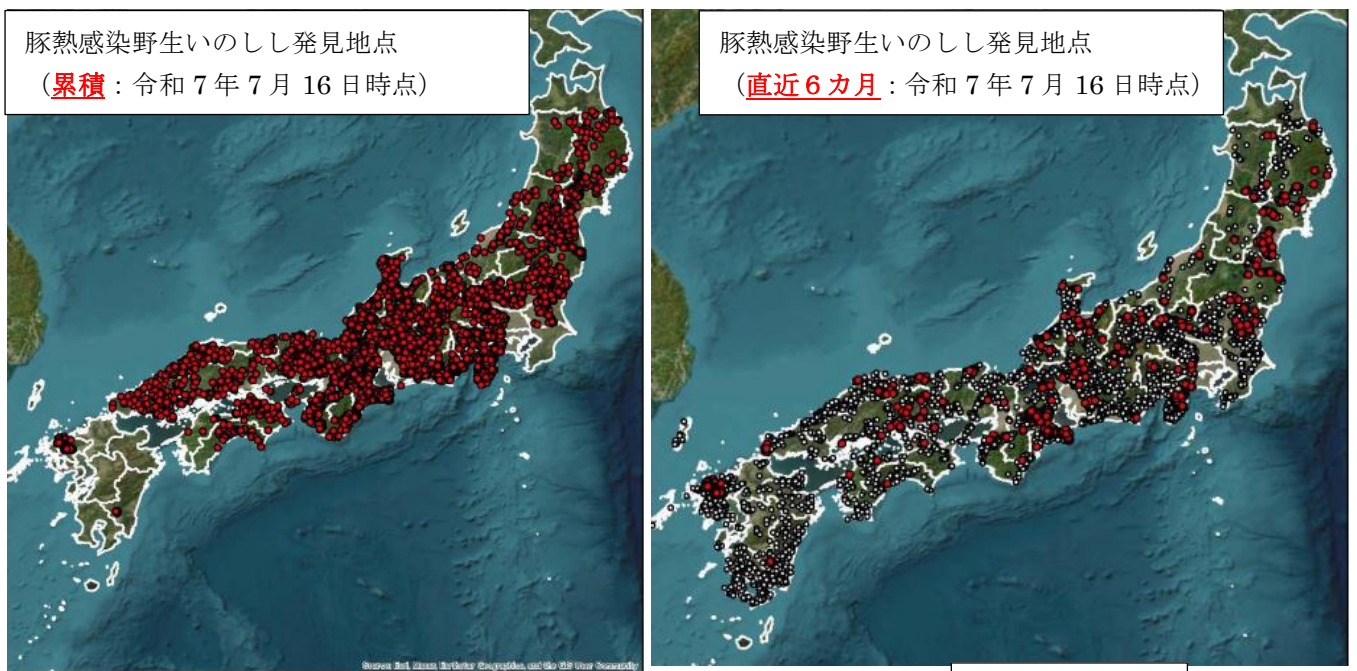 豚熱感染野生いのしし発見地点
（累積：令和７年７月 16 日時点）
豚熱感染野生いのしし発見地点
（直近６カ月：令和７年７月 16 日時点）
Sources: Esri, Maxar, Earthstar Geographics, and the GIS User Community